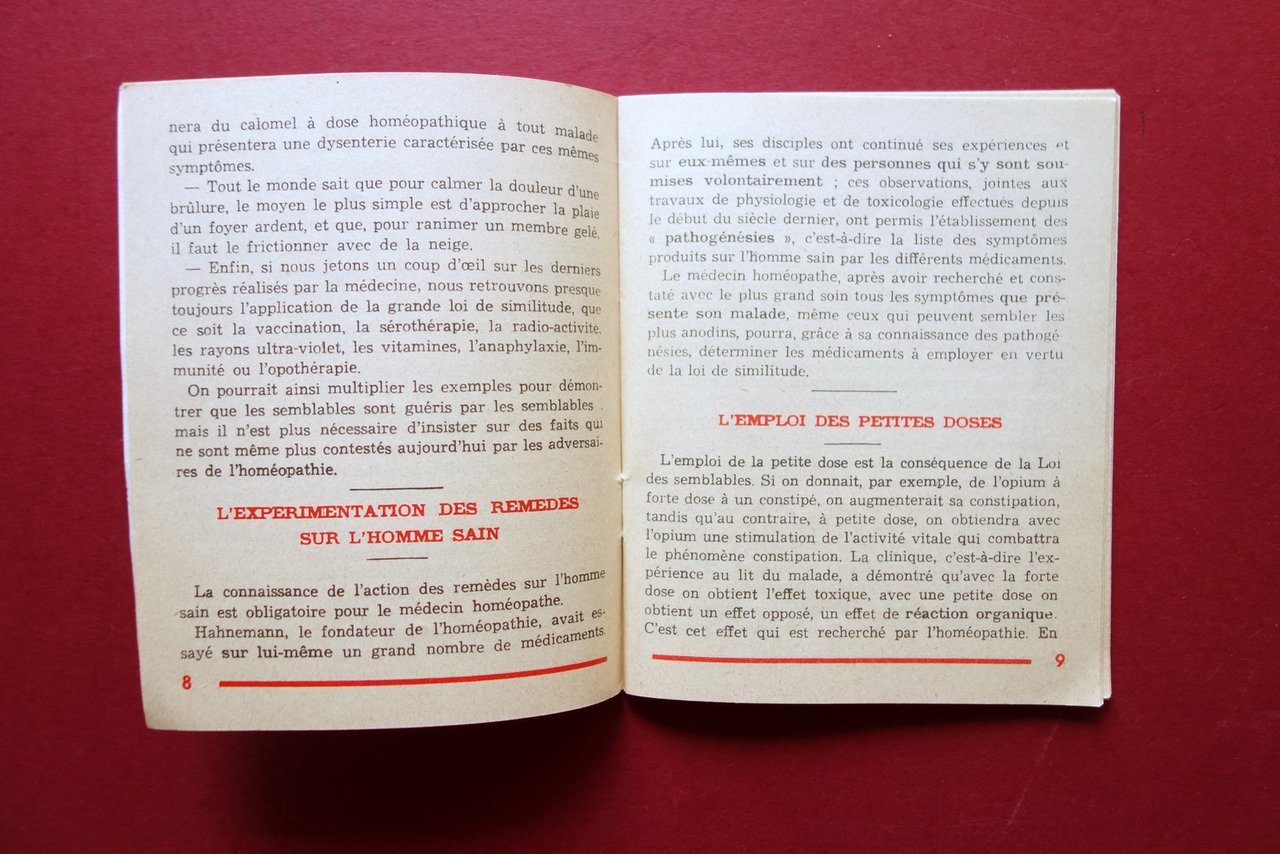 nera du calomel à dose homéopathique à tout malade
qui présentera une dysenterie caractérisée par ces mêmes
symptômes.
— Tout le monde sait que pour calmer la douleur d'une
brûlure, le moyen le plus simple est d'approcher la plaie
d'un foyer ardent, et que, pour ranimer un membre gelé,
il faut le frictionner avec de la neige.
— Enfin, si nous jetons un coup d'œil sur les derniers
progrès réalisés par la médecine, nous retrouvons presque
toujours l'application de la grande loi de similitude, que
ce soit la vaccination, la sérothérapie, la radio-activité,
les rayons ultra-violet, les vitamines, l'anaphylaxie, l'im-
munité ou l'opothérapie.
On pourrait ainsi multiplier les exemples pour démon-
trer que les semblables sont guéris par les semblables ;
mais il n'est plus nécessaire d'insister sur des faits qui
ne sont même plus contestés aujourd'hui par les adversai-
res de l'homéopathie.
L'EXPERIMENTATION DES REMEDES
SUR L'HOMME SAIN
La connaissance de l'action des remèdes sur l'homme
sain est obligatoire pour le médecin homéopathe.
Hahnemann, le fondateur de l'homéopathie, avait es-
sayé sur lui-même un grand nombre de médicaments.
8
Après lui, ses disciples ont continué ses expériences et
sur eux-mêmes et sur des personnes qui s'y sont sou-
mises volontairement ; ces observations, jointes aux
travaux de physiologie et de toxicologie effectués depuis
le début du siècle dernier, ont permis l'établissement des
« pathogénésies », c'est-à-dire la liste des symptômes
produits sur l'homme sain par les différents médicaments.
Le médecin homéopathe, après avoir recherché et cons-
taté avec le plus grand soin tous les symptômes que pré-
sente son malade, même ceux qui peuvent sembler les
plus anodins, pourra, grâce à sa connaissance des pathogé-
nésies, déterminer les médicaments à employer en vertu
de la loi de similitude.
L'EMPLOI DES PETITES DOSES
L'emploi de la petite dose est la conséquence de la Loi
des semblables. Si on donnait, par exemple, de l'opium à
forte dose à un constipé, on augmenterait sa constipation,
tandis qu'au contraire, à petite dose, on obtiendra avec
l'opium une stimulation de l'activité vitale qui combattra
le phénomène constipation. La clinique, c'est-à-dire l'ex-
périence au lit du malade, a démontré qu'avec la forte
dose on obtient l'effet toxique, avec une petite dose on
obtient un effet opposé, un effet de réaction organique.
C'est cet effet qui est recherché par l'homéopathie. En
9